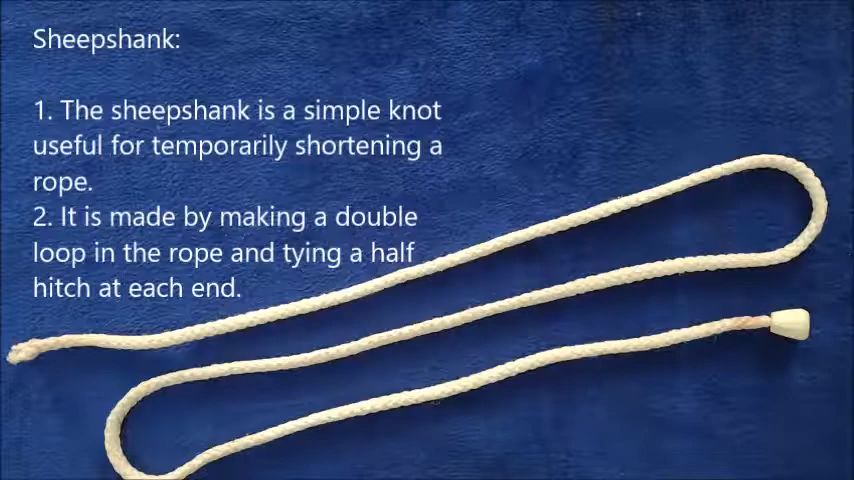 Sheepshank:
1. The sheepshank is a simple knot
useful for temporarily shortening a
rope.
2. It is made by making a double
loop in the rope and tying a half
hitch at each end.